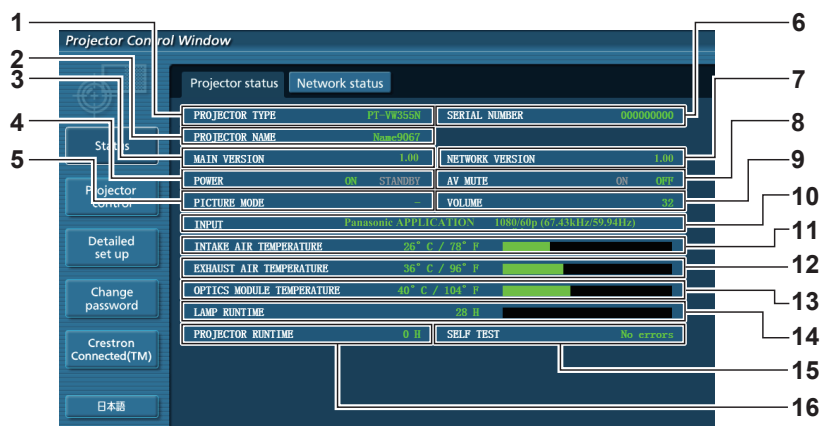 1
2
3
4
5
6
7
8
9
10
11
12
13
14
15
16
Projector Control Window
Projector status Network status
Status
Projector control
Detailed
set up
Change
password
Crestron
Connected(TM)
日本語
PROJECTOR TYPE PT-VW355N SERIAL NUMBER 000000000
PROJECTOR NAME Name9067
MAIN VERSION 1.00 NETWORK VERSION 1.00
POWER ON STANDBY AV MUTE ON OFF
PICTURE MODE - VOLUME 32
INPUT Panasonic APPLICATION 1080/60p (67.43kHz/59.94Hz)
INTAKE AIR TEMPERATURE 26° C / 78° F
EXHAUST AIR TEMPERATURE 36° C / 96° F
OPTICS MODULE TEMPERATURE 40° C / 104° F
LAMP RUNTIME 28 H
PROJECTOR RUNTIME 0 H SELF TEST No errors